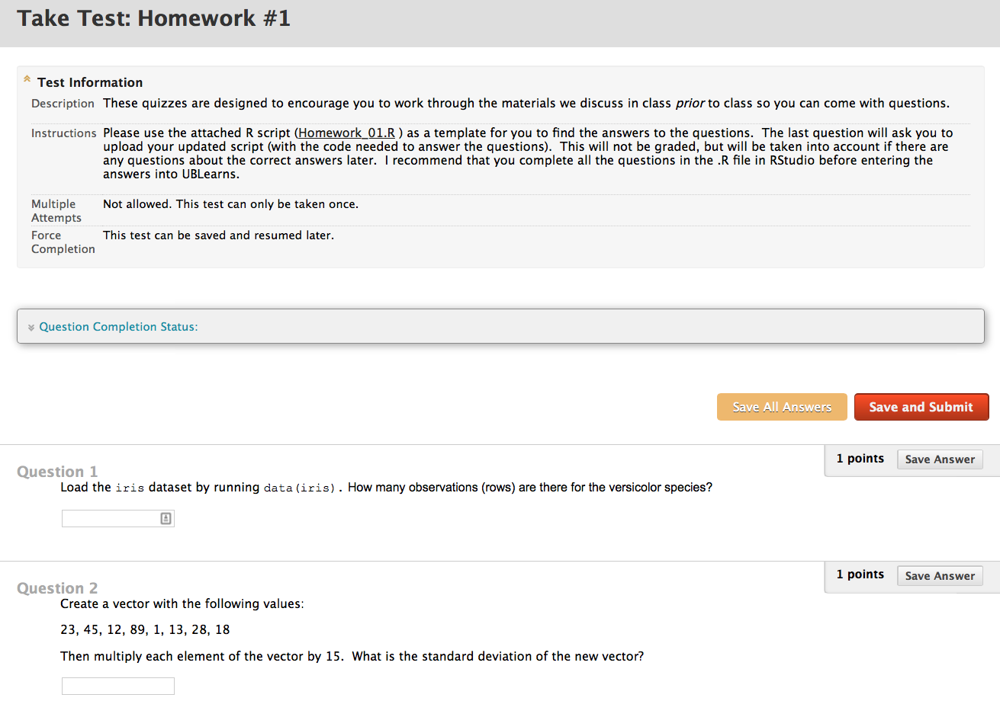 Take Test: Homework #1
Test Information
Description These quizzes are designed to encourage you to work through the materials we discuss in class prior to class so you can come with questions.
Instructions Please use the attached R script (Homework_01.R ) as a template for you to find the answers to the questions.  The last question will ask you to
upload your updated script (with the code needed to answer the questions).  This will not be graded, but will be taken into account if there are
any questions about the correct answers later.  I recommend that you complete all the questions in the .R file in RStudio before entering the
answers into UBLearns.
Multiple Attempts Not allowed. This test can only be taken once.
Force Completion This test can be saved and resumed later.
Question Completion Status:
Save All Answers Save and Submit
1 points Save Answer
Question 1
Load the iris dataset by running data(iris). How many observations (rows) are there for the versicolor species?
1 points Save Answer
Question 2
Create a vector with the following values:
23, 45, 12, 89, 1, 13, 28, 18
Then multiply each element of the vector by 15.  What is the standard deviation of the new vector?